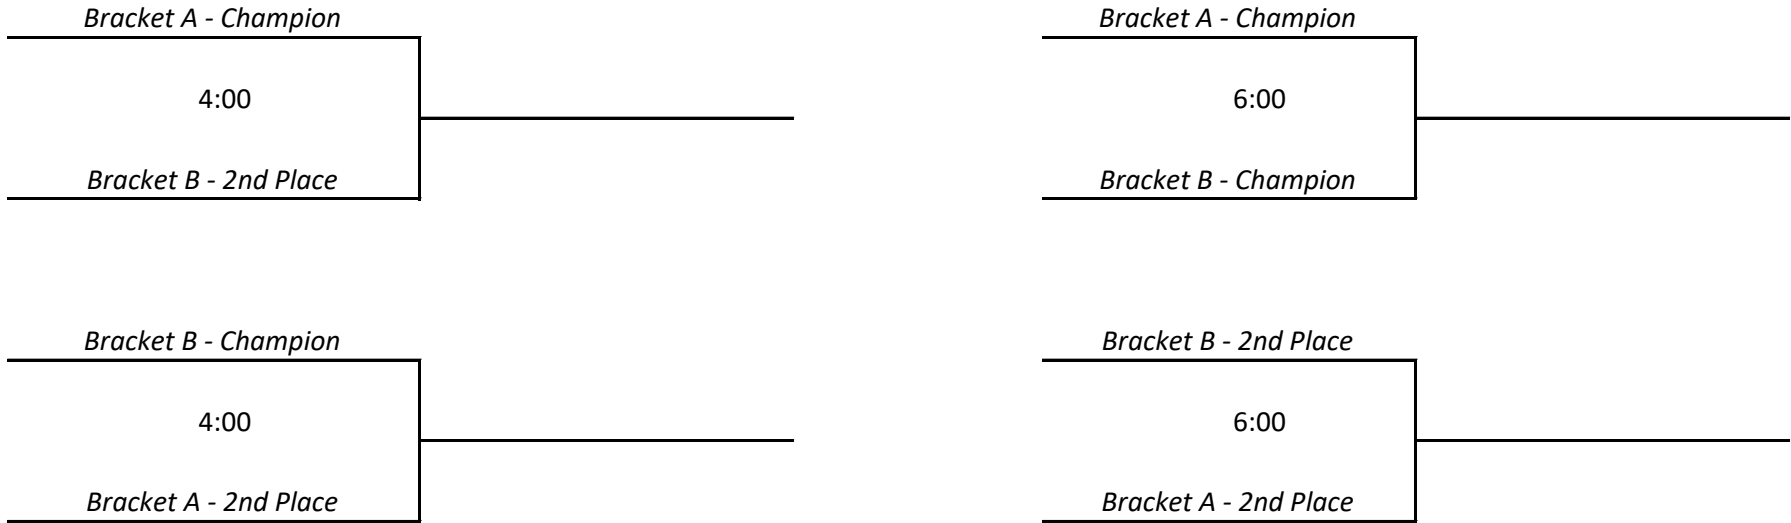 Bracket A - Champion
4:00
Bracket B - 2nd Place
Bracket B - Champion
4:00
Bracket A - 2nd Place
Bracket A - Champion
6:00
Bracket B - Champion
Bracket B - 2nd Place
6:00
Bracket A - 2nd Place